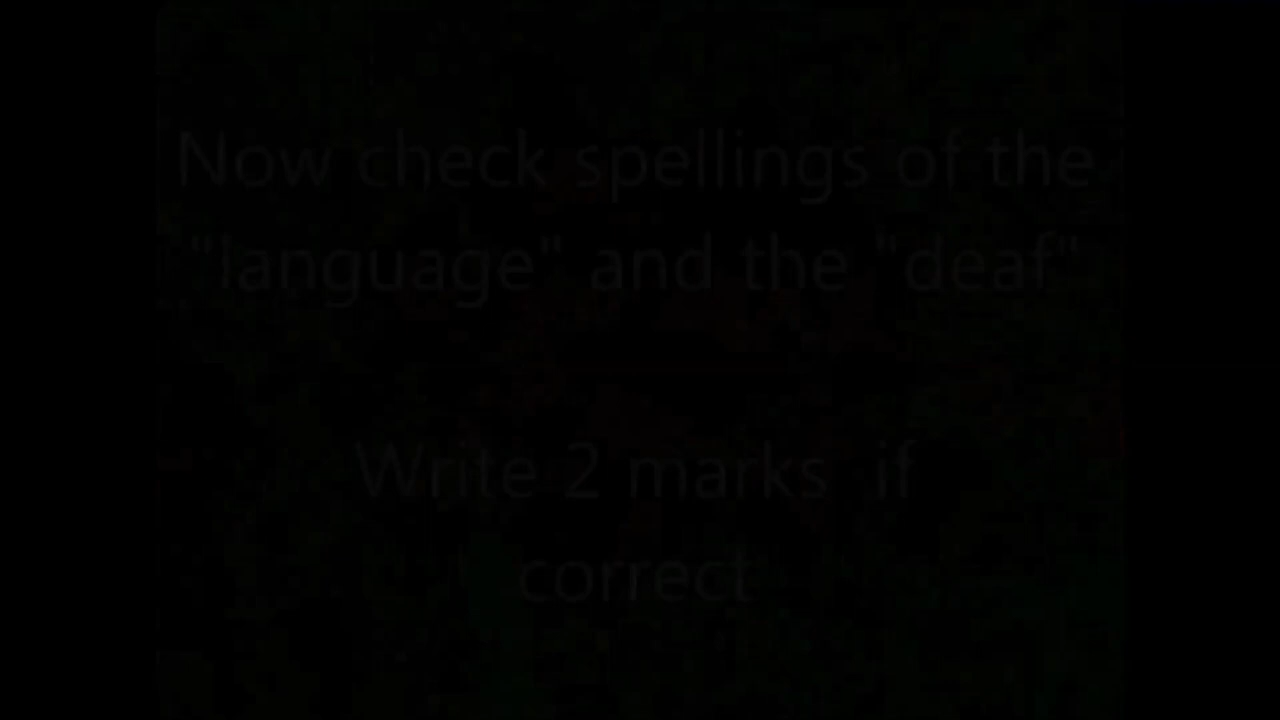 Now check spellings of the
"language" and the "deaf"
Write 2 marks if
correct